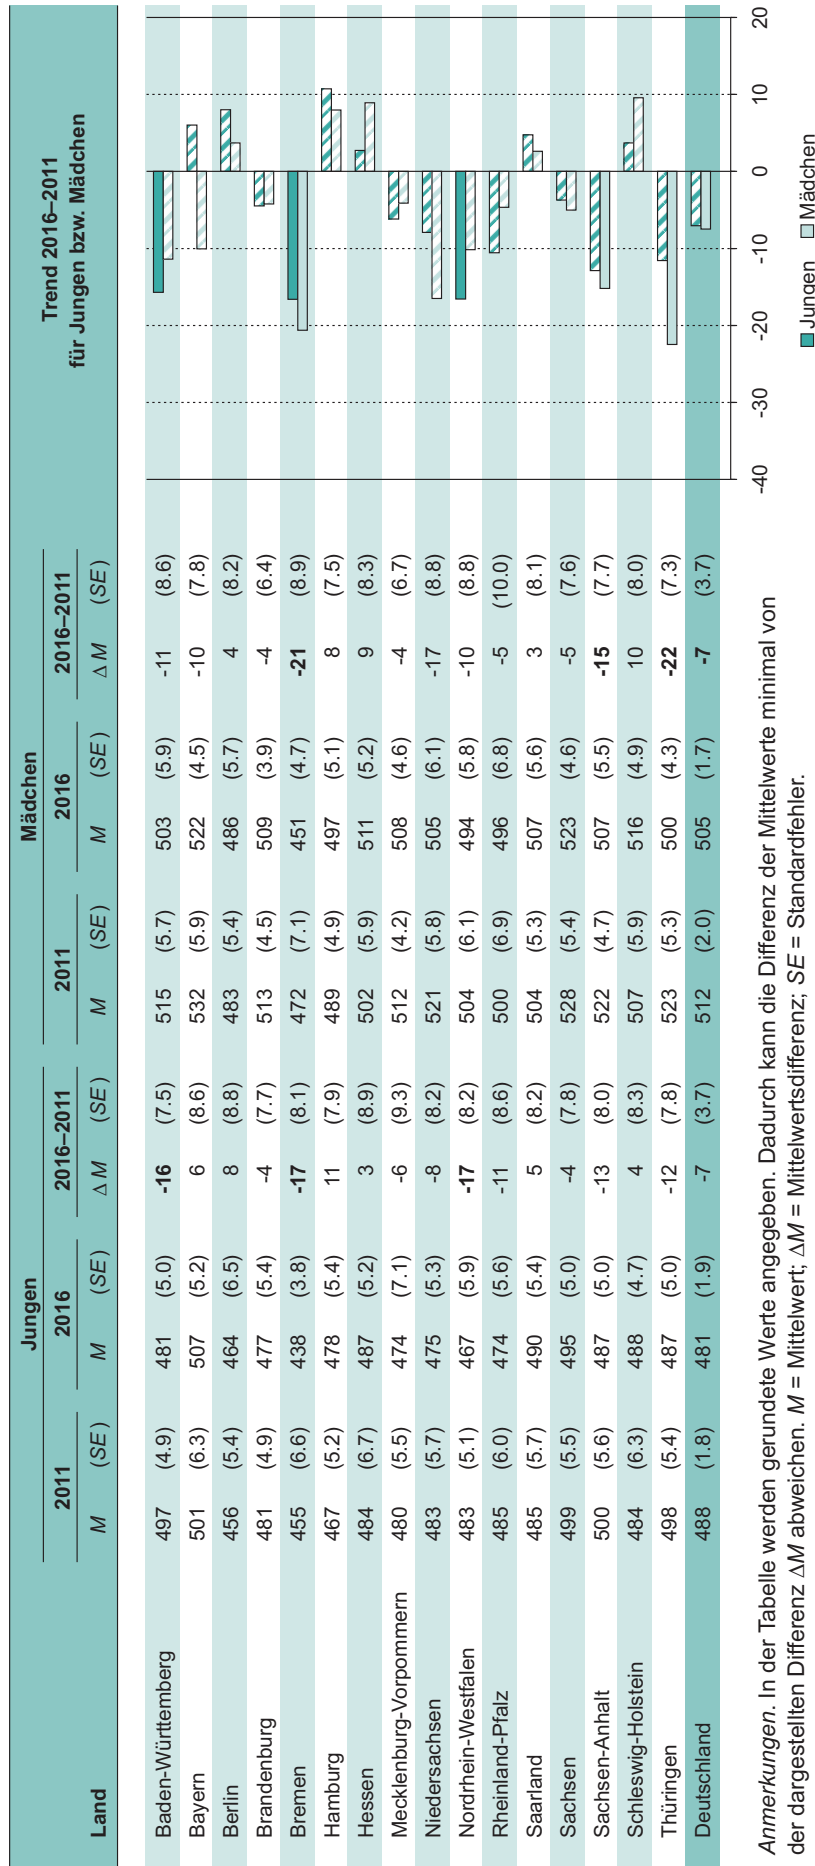 Land Jungen Mädchen Trend 2016–2011
für Jungen bzw. Mädchen
2011 2016 2016–2011 2011 2016 2016–2011
M (SE) M (SE) Δ M (SE) M (SE) M (SE) Δ M (SE)
Baden-Württemberg 497 (4.9) 481 (5.0) -16 (7.5) 515 (5.7) 503 (5.9) -11 (8.6)
Bayern 501 (6.3) 507 (5.2) 6 (8.6) 532 (5.9) 522 (4.5) -10 (7.8)
Berlin 456 (5.4) 464 (6.5) 8 (8.8) 483 (5.4) 486 (5.7) 4 (8.2)
Brandenburg 481 (4.9) 477 (5.4) -4 (7.7) 513 (4.5) 509 (3.9) -4 (6.4)
Bremen 455 (6.6) 438 (3.8) -17 (8.1) 472 (7.1) 451 (4.7) -21 (8.9)
Hamburg 467 (5.2) 478 (5.4) 11 (7.9) 489 (4.9) 497 (5.1) 8 (7.5)
Hessen 484 (6.7) 487 (5.2) 3 (8.9) 502 (5.9) 511 (5.2) 9 (8.3)
Mecklenburg-Vorpommern 480 (5.5) 474 (7.1) -6 (9.3) 512 (4.2) 508 (4.6) -4 (6.7)
Niedersachsen 483 (5.7) 475 (5.3) -8 (8.2) 521 (5.8) 505 (6.1) -17 (8.8)
Nordrhein-Westfalen 483 (5.1) 467 (5.9) -17 (8.2) 504 (6.1) 494 (5.8) -10 (8.8)
Rheinland-Pfalz 485 (6.0) 474 (5.6) -11 (8.6) 500 (6.9) 496 (6.8) -5 (10.0)
Saarland 485 (5.7) 490 (5.4) 5 (8.2) 504 (5.3) 507 (5.6) 3 (8.1)
Sachsen 499 (5.5) 495 (5.0) -4 (7.8) 528 (5.4) 523 (4.6) -5 (7.6)
Sachsen-Anhalt 500 (5.6) 487 (5.0) -13 (8.0) 522 (4.7) 507 (5.5) -15 (7.7)
Schleswig-Holstein 484 (6.3) 488 (4.7) 4 (8.3) 507 (5.9) 516 (4.9) 10 (8.0)
Thüringen 498 (5.4) 487 (5.0) -12 (7.8) 523 (5.3) 500 (4.3) -22 (7.3)
Deutschland 488 (1.8) 481 (1.9) -7 (3.7) 512 (2.0) 505 (1.7) -7 (3.7)
-40 -30 -20 -10 0 10 20
Jungen Mädchen
Anmerkungen. In der Tabelle werden gerundete Werte angegeben. Dadurch kann die Differenz der Mittelwerte minimal von
der dargestellten Differenz ΔM abweichen. M = Mittelwert; ΔM = Mittelwertsdifferenz; SE = Standardfehler.